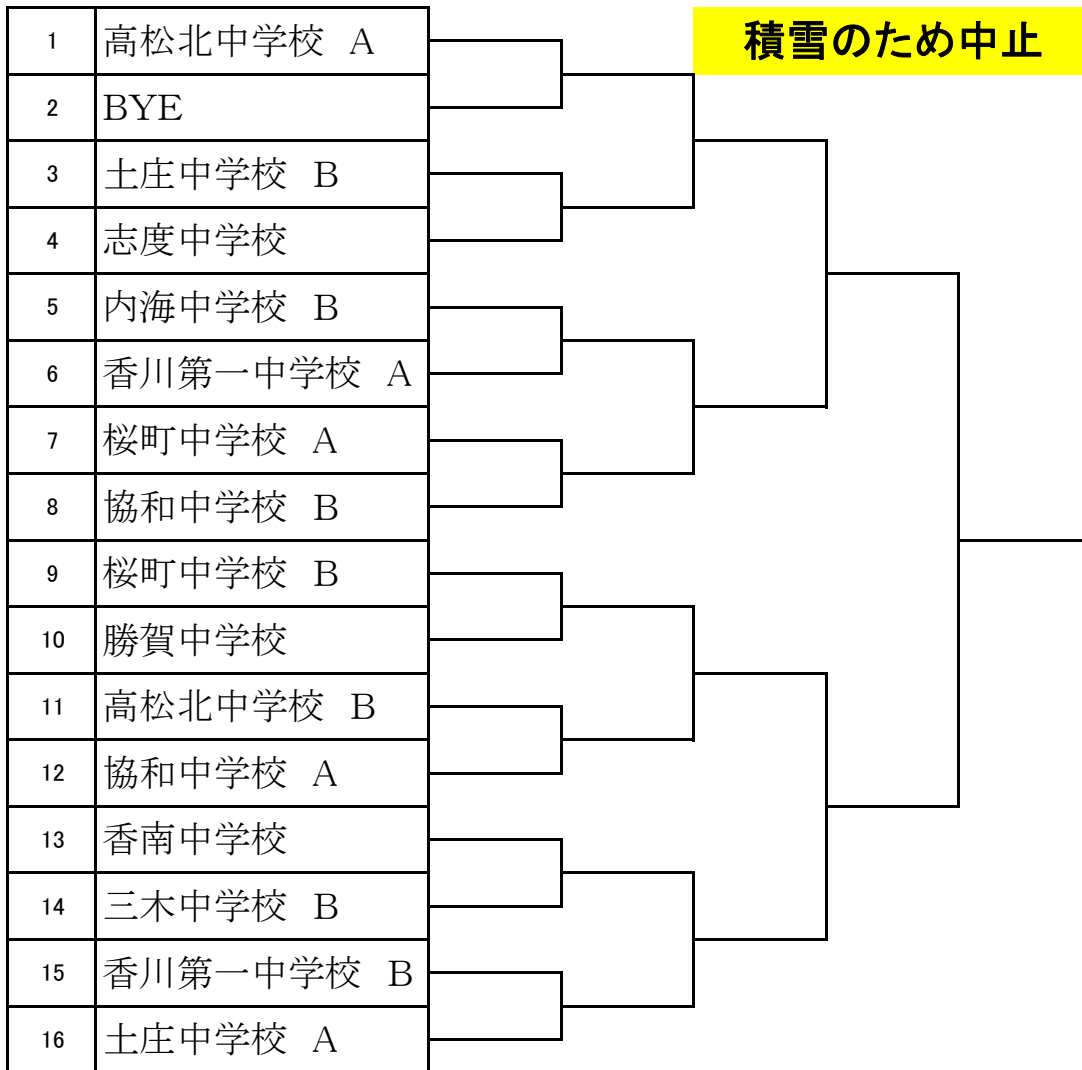 積雪のため中止
1 高松北中学校 A
2 BYE
3 土庄中学校 B
4 志度中学校
5 内海中学校 B
6 香川第一中学校 A
7 桜町中学校 A
8 協和中学校 B
9 桜町中学校 B
10 勝賀中学校
11 高松北中学校 B
12 協和中学校 A
13 香南中学校
14 三木中学校 B
15 香川第一中学校 B
16 土庄中学校 A